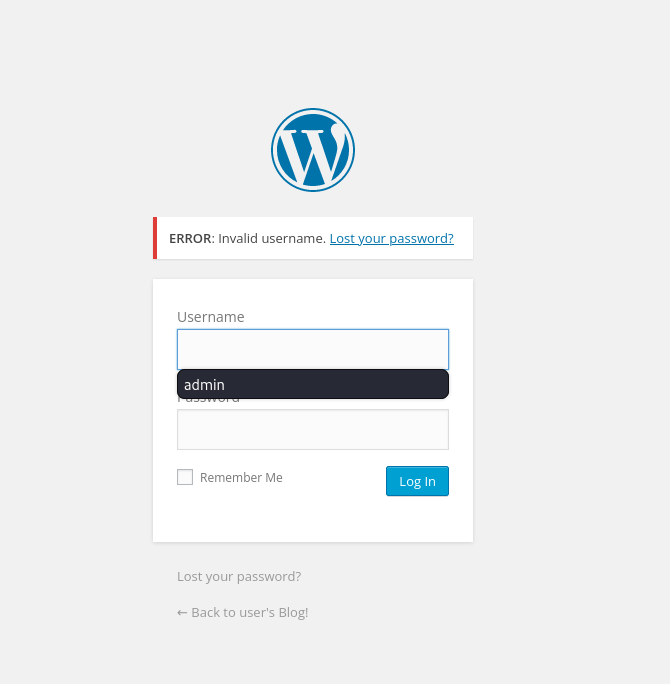 ERROR: Invalid username. Lost your password?
Username
admin
Password
Remember Me
Log In
Lost your password?
← Back to user's Blog!